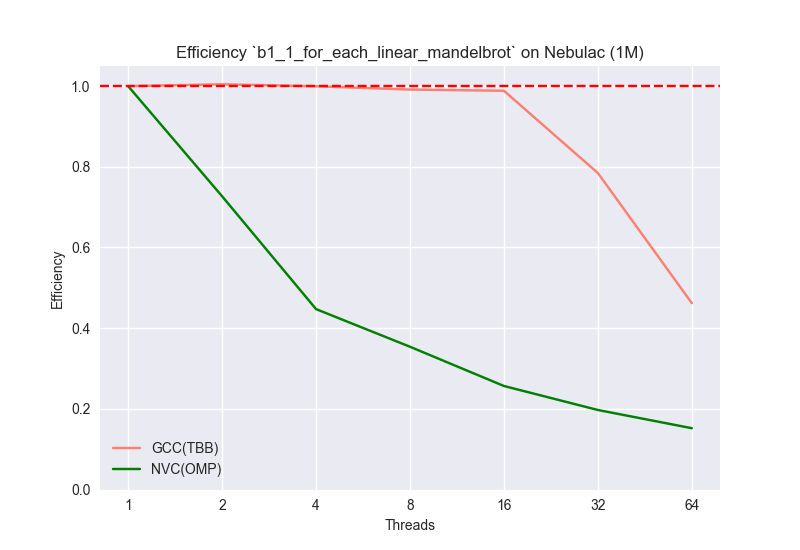 Efficiency `b1_1_for_each_linear_mandelbrot` on Nebulac (1M)
1.0
0.8
0.6
0.4
0.2
0.0
Efficiency
GCC(TBB)
NVC(OMP)
1 2 4 8 16 32 64
Threads